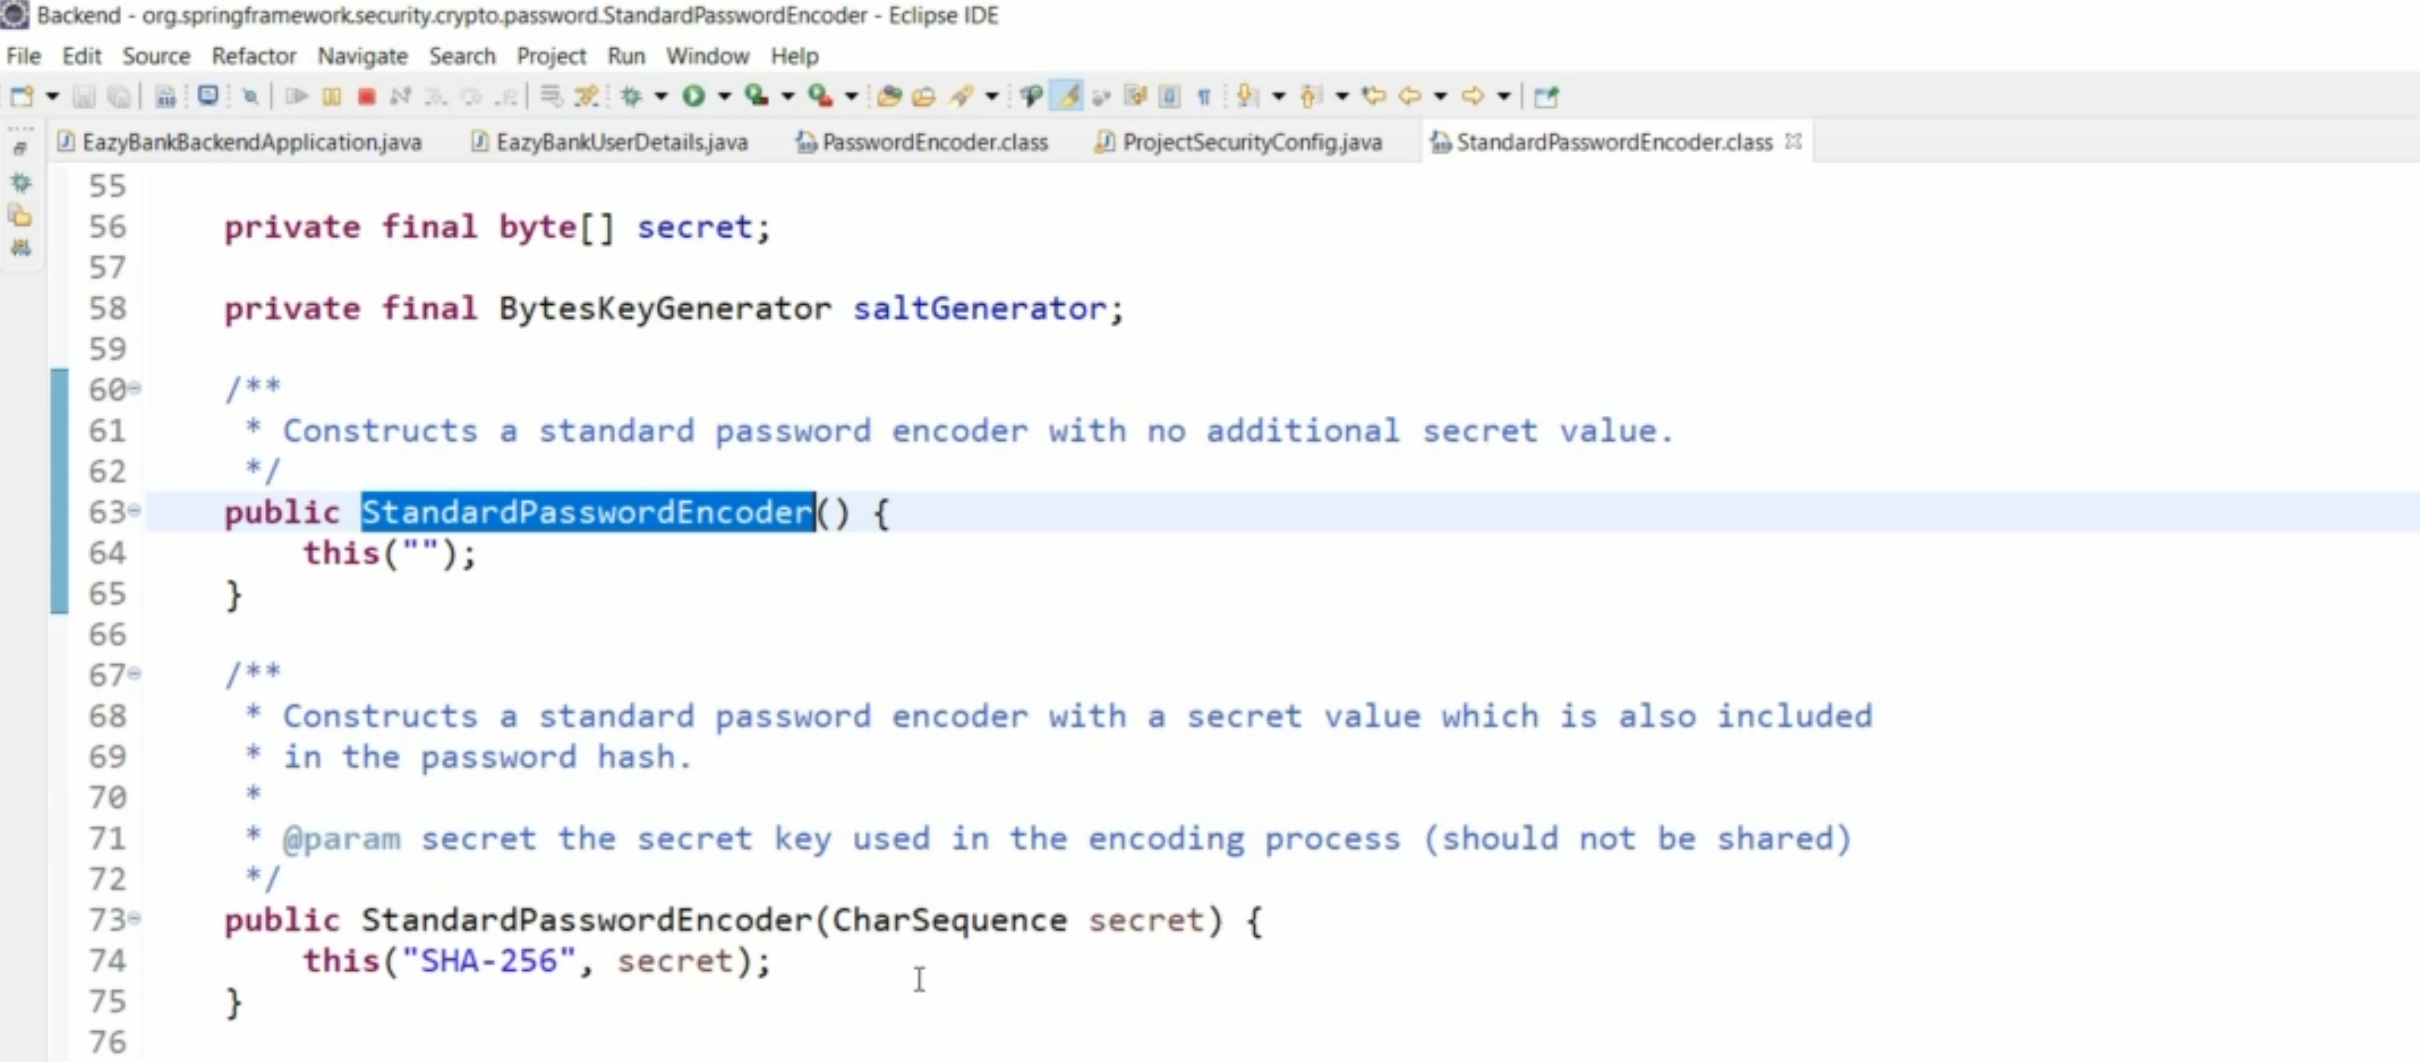 Backend - org.springframework.security.crypto.password.StandardPasswordEncoder - Eclipse IDE
File Edit Source Refactor Navigate Search Project Run Window Help
EazyBankBackendApplication.java EazyBankUserDetails.java PasswordEncoder.class ProjectSecurityConfig.java StandardPasswordEncoder.class
55
56 private final byte[] secret;
57
58 private final BytesKeyGenerator saltGenerator;
59
60 /**
61 * Constructs a standard password encoder with no additional secret value.
62 */
63 public StandardPasswordEncoder() {
64 this("");
65 }
66
67 /**
68 * Constructs a standard password encoder with a secret value which is also included
69 * in the password hash.
70 *
71 * @param secret the secret key used in the encoding process (should not be shared)
72 */
73 public StandardPasswordEncoder(CharSequence secret) {
74 this("SHA-256", secret);
75 }
76